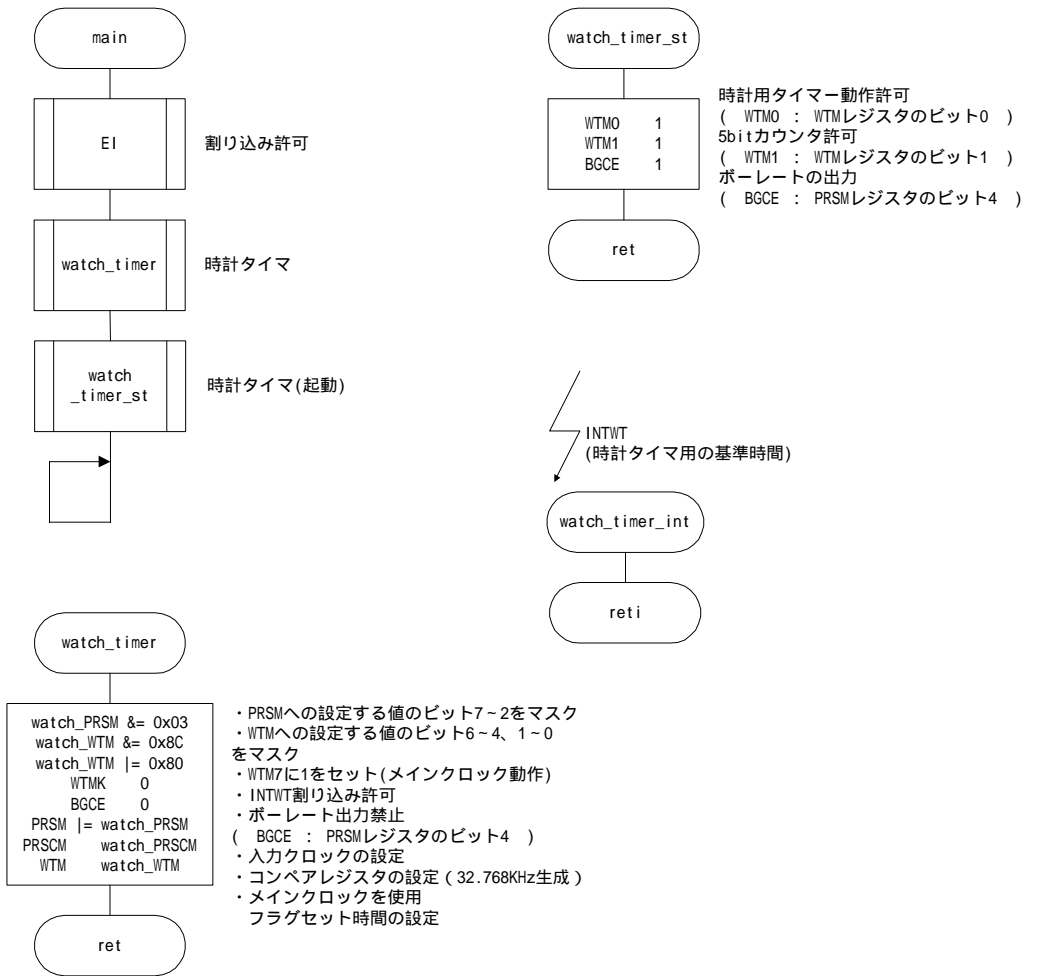 main
EI
割り込み許可
watch_timer
時計タイマ
watch
_timer_st
時計タイマ(起動)
watch_timer_st
WTM0 1
WTM1 1
BGCE 1
時計用タイマー動作許可
( WTM0 : WTMレジスタのビット0 )
5bitカウンタ許可
( WTM1 : WTMレジスタのビット1 )
ボーレートの出力
( BGCE : PRSMレジスタのビット4 )
ret
INTWT
(時計タイマ用の基準時間)
watch_timer_int
reti
watch_timer
watch_PRSM &= 0x03
watch_WTM &= 0x8C
watch_WTM |= 0x80
WTMK 0
BGCE 0
PRSM |= watch_PRSM
PRSCM watch_PRSCM
WTM watch_WTM
・PRSMへの設定する値のビット7~2をマスク
・WTMへの設定する値のビット6~4、1~0
をマスク
・WTM7に1をセット(メインクロック動作)
・INTWT割り込み許可
・ボーレート出力禁止
( BGCE : PRSMレジスタのビット4 )
・入力クロックの設定
・コンペアレジスタの設定(32.768KHz生成)
・メインクロックを使用
フラグセット時間の設定
ret